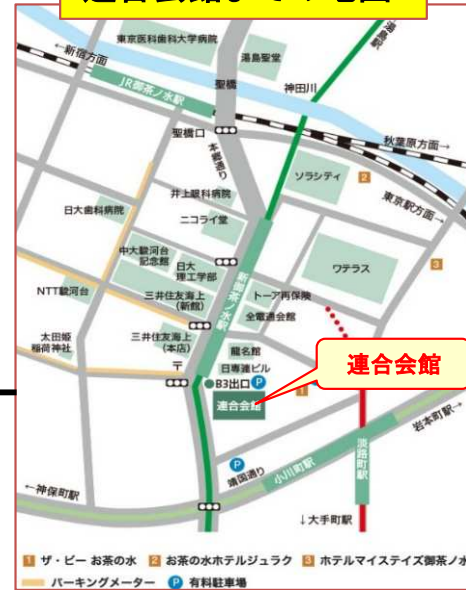 連合会館までの地図
東京医科歯科大学病院
湯島聖堂
湯島駅
←新宿方面
JR御茶ノ水駅
聖橋
神田川
聖橋口
本郷通り
秋葉原方面→
東京駅方面→
ソラシティ
2
井上眼科病院
日大歯科病院
ニコライ堂
中大駿河台
記念館
日大
理工学部
新御茶ノ水駅
ワテラス
3
NTT駿河台
三井住友海上
(新館)
トーア再保険
全電通会館
太田姫
稲荷神社
三井住友海上
(本店)
龍名館
日専連ビル
連合会館
〒
B3出口
P
連合会館
1
P
靖国通り
小川町駅
淡路町駅
岩本町駅→
←神保町駅
↓大手町駅
1 ザ・ビー お茶の水 2 お茶の水ホテルジュラク 3 ホテルマイステイズ御茶ノ水
パーキングメーター P 有料駐車場